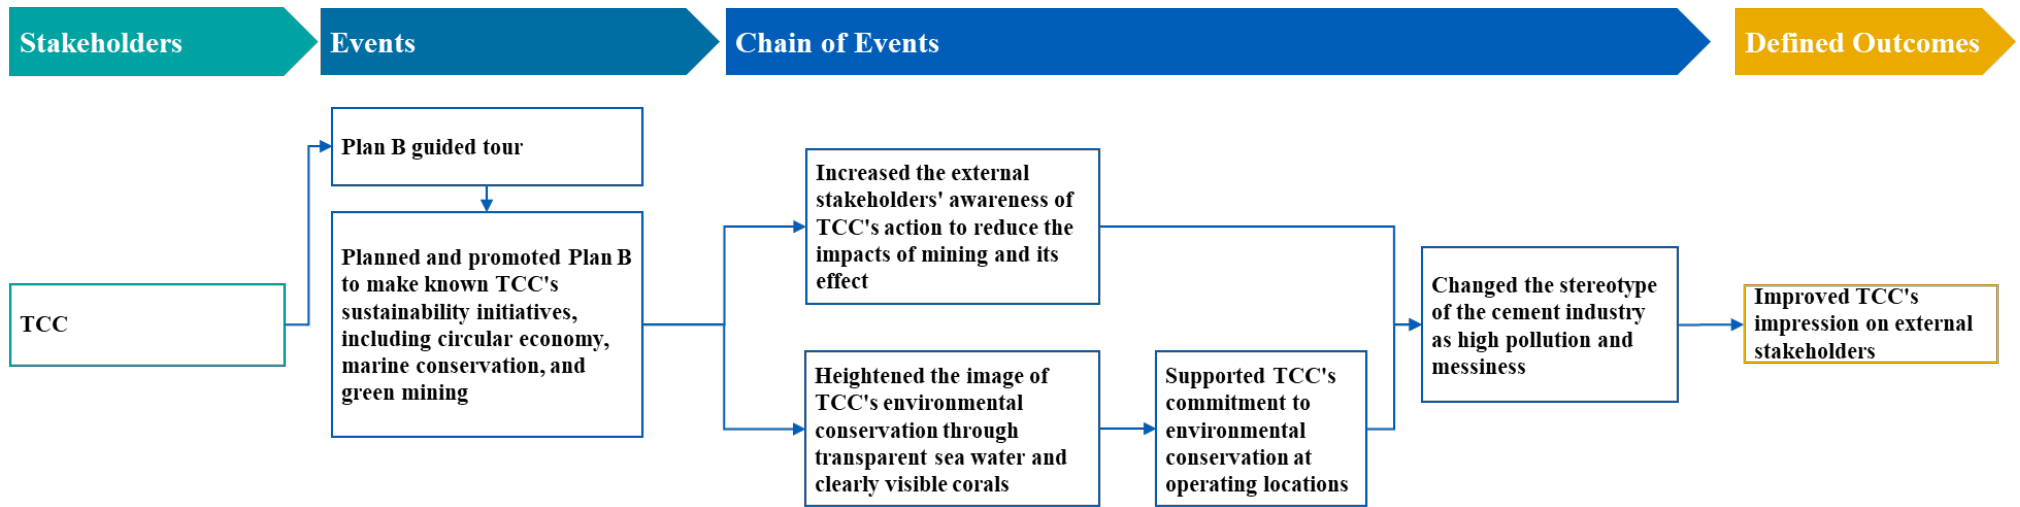 Stakeholders
Events
Chain of Events
Defined Outcomes
TCC
Plan B guided tour
Planned and promoted Plan B
to make known TCC's
sustainability initiatives,
including circular economy,
marine conservation, and
green mining
Increased the external
stakeholders' awareness of
TCC's action to reduce the
impacts of mining and its
effect
Heightened the image of
TCC's environmental
conservation through
transparent sea water and
clearly visible corals
Supported TCC's
commitment to
environmental
conservation at
operating locations
Changed the stereotype
of the cement industry
as high pollution and
messiness
Improved TCC's
impression on external
stakeholders